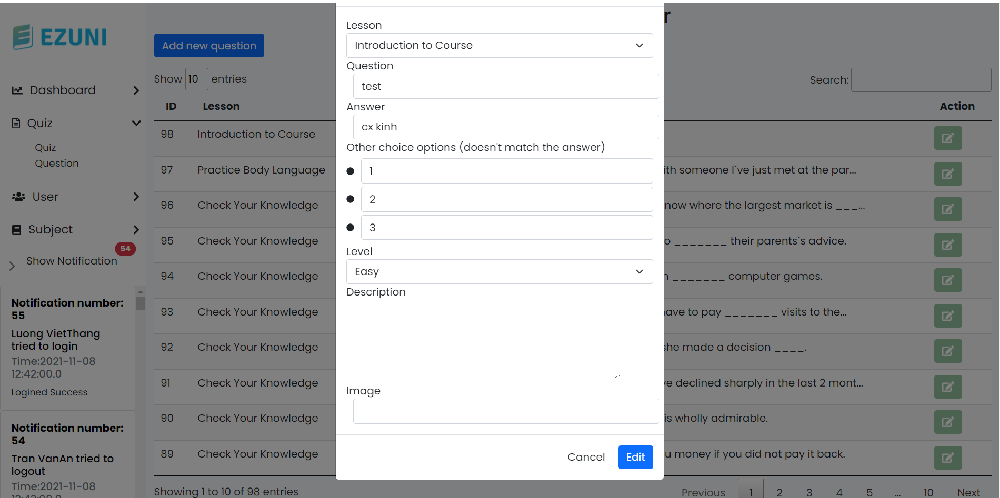 EZUNI
Dashboard
Quiz
Quiz
Question
User
Subject
54
Show Notification
Notification number:
55
Luong VietThang
tried to login
Time:2021-11-08
12:42:00.0
Logined Success
Notification number:
54
Tran VanAn tried to
logout
Time:2021-11-08
r
Add new question
Show 10 entries
Search:
ID Lesson Action
98 Introduction to Course
97 Practice Body Language ith someone I`ve just met at the par...
96 Check Your Knowledge now where the largest market is ___...
95 Check Your Knowledge o _______ their parents`s advice.
94 Check Your Knowledge n _______ computer games.
93 Check Your Knowledge have to pay _______ visits to the...
92 Check Your Knowledge she made a decision ____.
91 Check Your Knowledge ve declined sharply in the last 2 mont...
90 Check Your Knowledge is wholly admirable.
89 Check Your Knowledge u money if you did not pay it back.
Showing 1 to 10 of 98 entries
Previous 1 2 3 4 5 ... 10 Next
Lesson
Introduction to Course
Question
test
Answer
cx kinh
Other choice options (doesn't match the answer)
1
2
3
Level
Easy
Description
Image
Cancel Edit